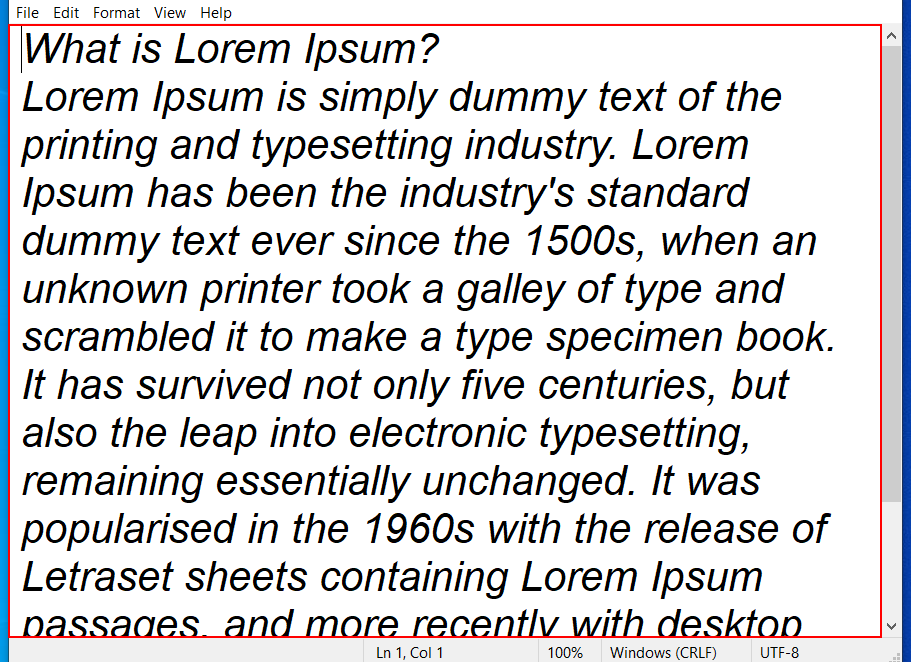 File Edit Format View Help
What is Lorem Ipsum?
Lorem Ipsum is simply dummy text of the
printing and typesetting industry. Lorem
Ipsum has been the industry's standard
dummy text ever since the 1500s, when an
unknown printer took a galley of type and
scrambled it to make a type specimen book.
It has survived not only five centuries, but
also the leap into electronic typesetting,
remaining essentially unchanged. It was
popularised in the 1960s with the release of
Letraset sheets containing Lorem Ipsum
passages, and more recently with desktop
Ln 1, Col 1 100% Windows (CRLF) UTF-8